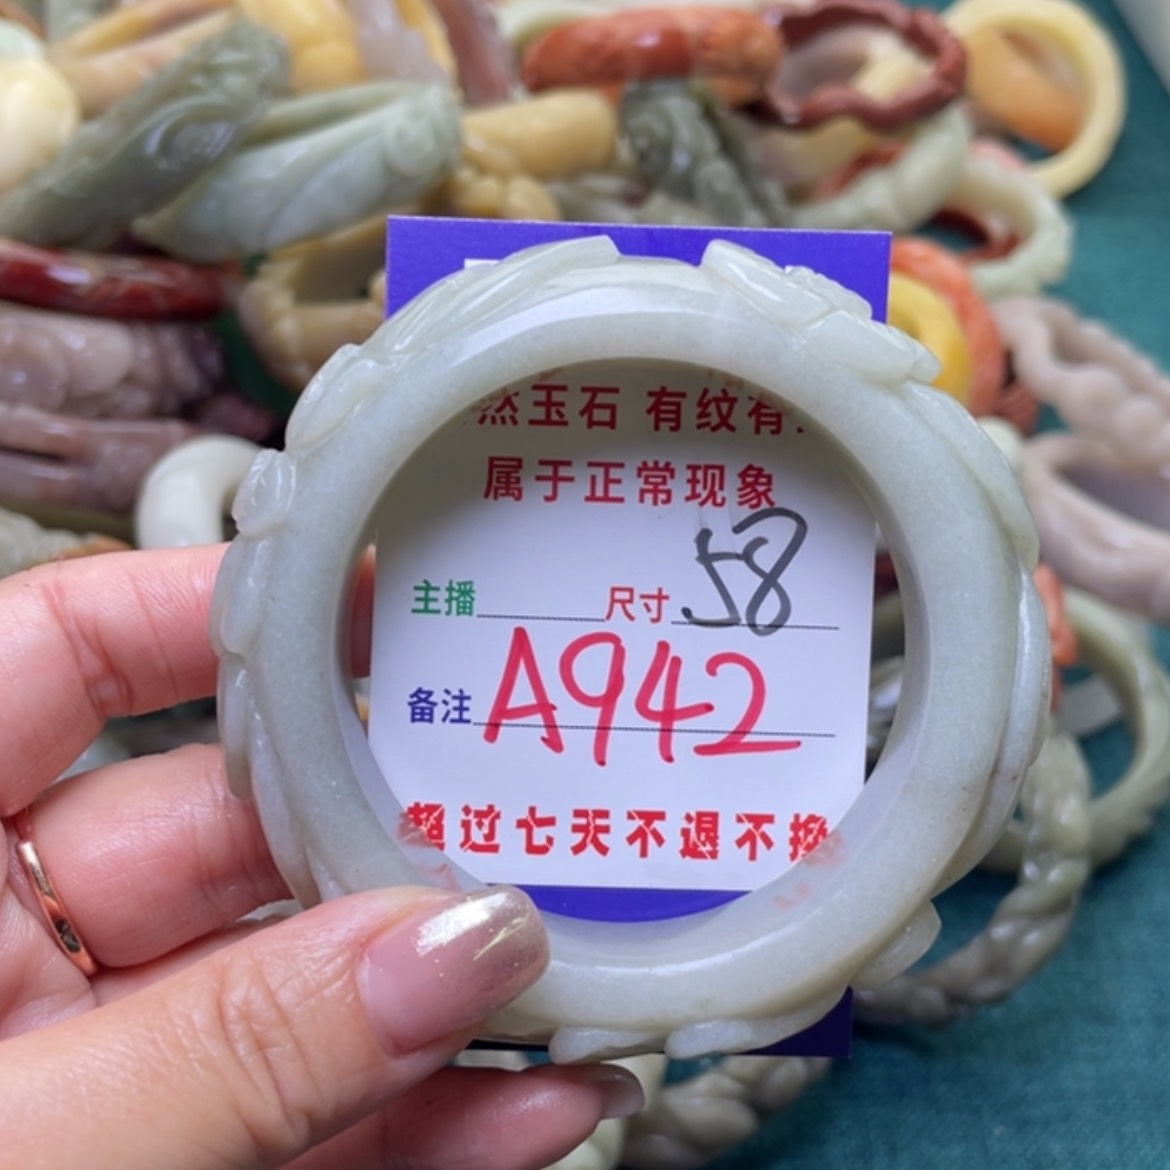 然玉石 有纹有
属于正常现象
主播 尺寸 58
备注 A942
超过七天不退不换